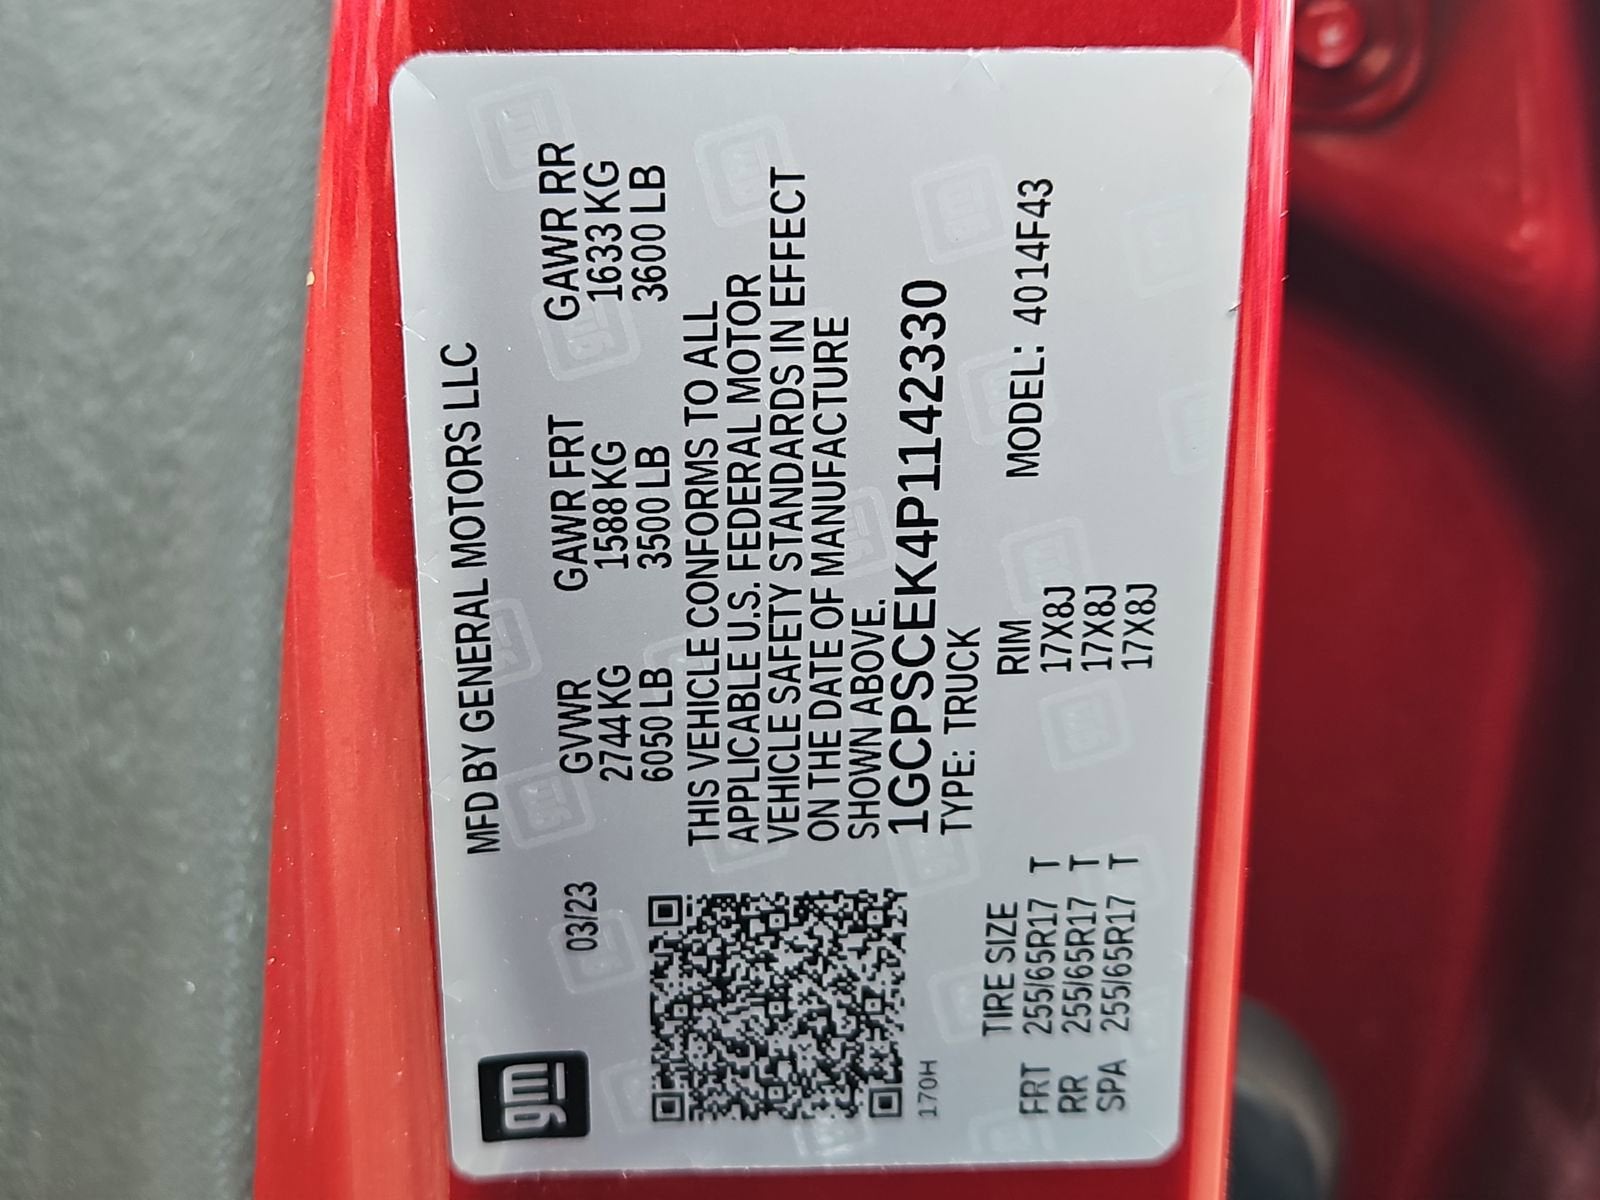 gm
MFD BY GENERAL MOTORS LLC
03/23
GVWR GAWR FRT GAWR RR
2744 KG 1588 KG 1633 KG
6050 LB 3500 LB 3600 LB
THIS VEHICLE CONFORMS TO ALL
APPLICABLE U.S. FEDERAL MOTOR
VEHICLE SAFETY STANDARDS IN EFFECT
ON THE DATE OF MANUFACTURE
SHOWN ABOVE.
1GCPSCEK4P1142330
TYPE: TRUCK
170H
MODEL: 4014F43
TIRE SIZE RIM
FRT 255/65R17 T 17X8J
RR 255/65R17 T 17X8J
SPA 255/65R17 T 17X8J